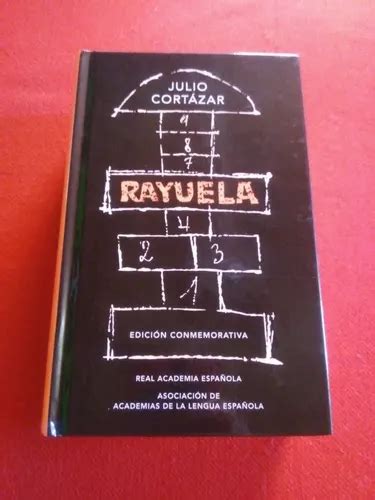 JULIO
CORTÁZAR
9
8
7
RAYUELA
4
2 3
1
EDICIÓN CONMEMORATIVA
REAL ACADEMIA ESPAÑOLA
ASOCIACIÓN DE
ACADEMIAS DE LA LENGUA ESPAÑOLA